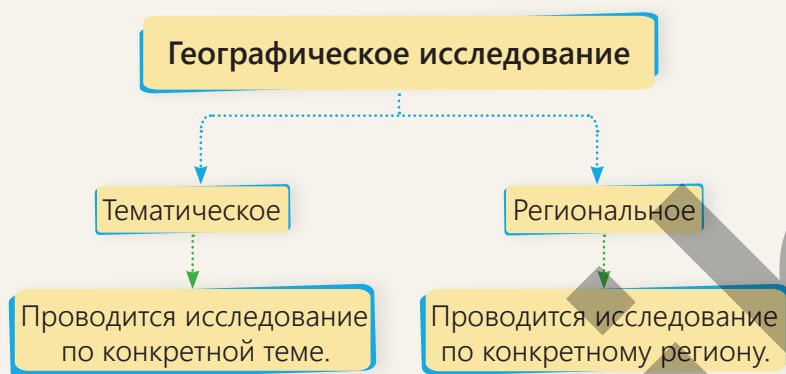 Географическое исследование
Тематическое
Региональное
Проводится исследование
по конкретной теме.
Проводится исследование
по конкретному региону.